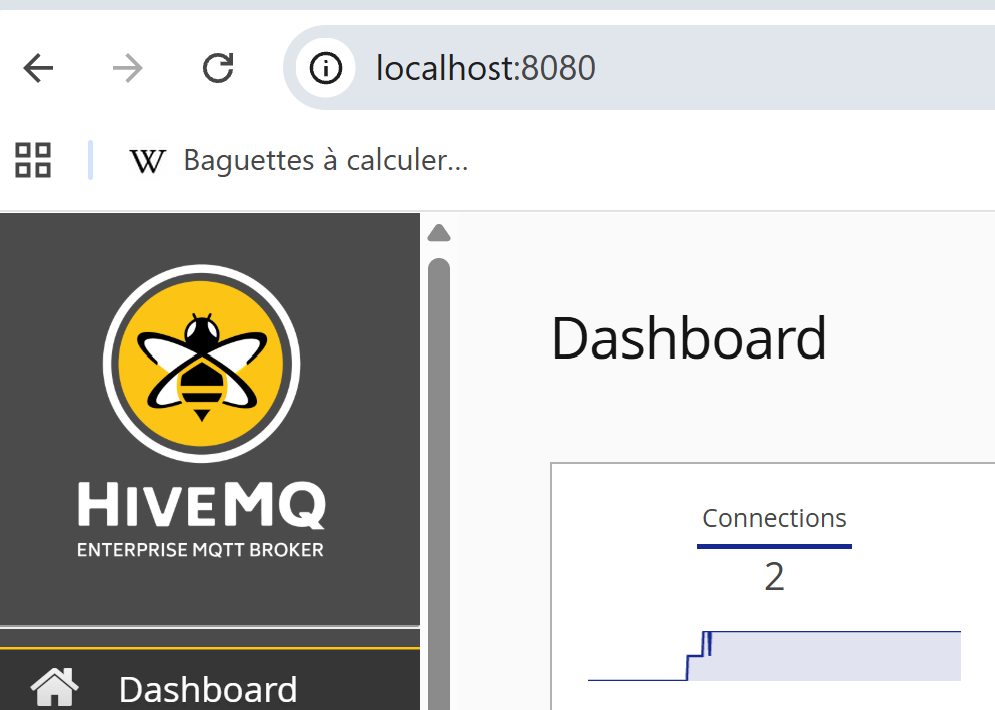 localhost:8080
Baguettes à calculer...
HIVEMQ
ENTERPRISE MQTT BROKER
Dashboard
Dashboard
Connections
2